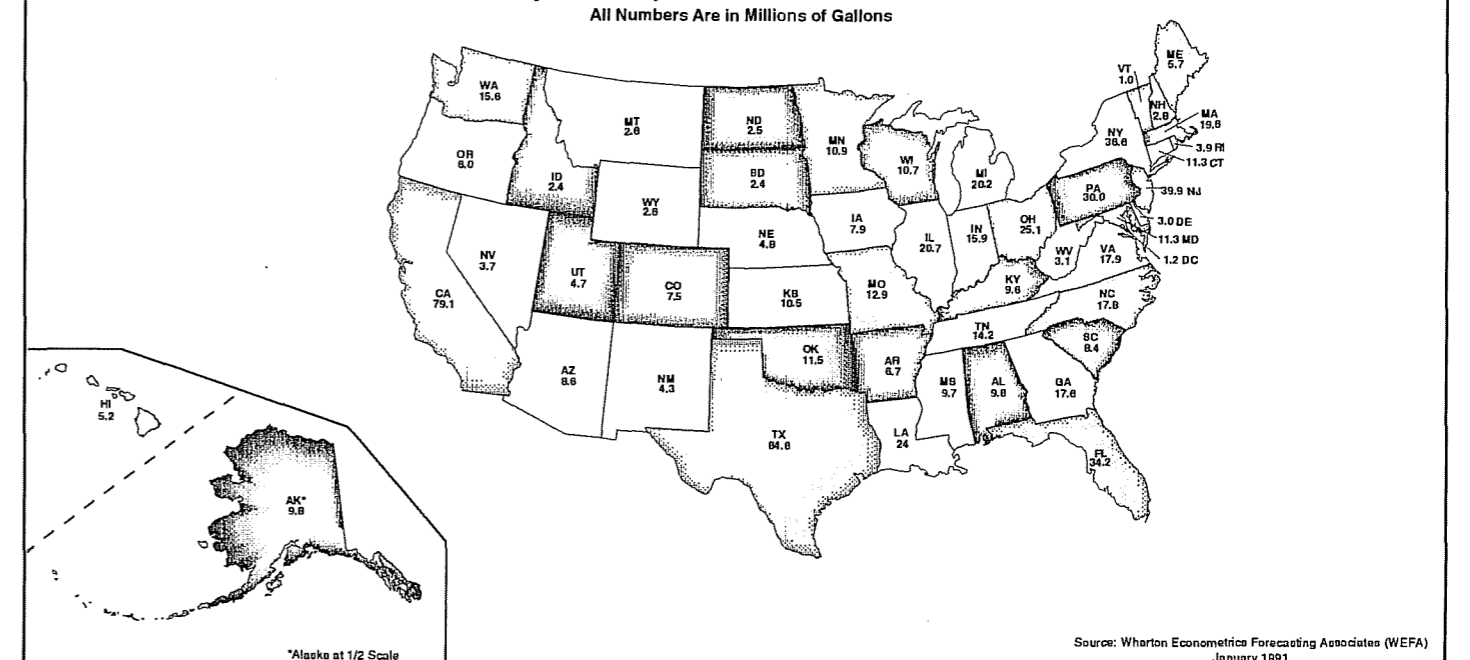 All Numbers Are in Millions of Gallons
WA
15.6
OR
6.0
CA
79.1
NV
3.7
ID
2.4
MT
2.6
WY
2.6
UT
4.7
CO
7.5
AZ
8.6
NM
4.3
ND
2.5
SD
2.4
NE
4.8
KS
10.5
OK
11.5
TX
84.8
MN
10.9
IA
7.9
MO
12.9
AR
6.7
LA
24
WI
10.7
IL
20.7
MI
20.2
IN
15.9
OH
25.1
KY
9.6
TN
14.2
MS
9.7
AL
9.8
GA
17.6
FL
34.2
SC
8.4
NC
17.8
VA
17.9
WV
3.1
PA
30.0
NY
36.6
VT
1.0
NH
2.8
ME
5.7
MA
19.6
3.9 RI
11.3 CT
39.9 NJ
3.0 DE
11.3 MD
1.2 DC
HI
5.2
AK*
9.8
*Alaska at 1/2 Scale
Source: Wharton Econometrics Forecasting Associates (WEFA)
January 1991